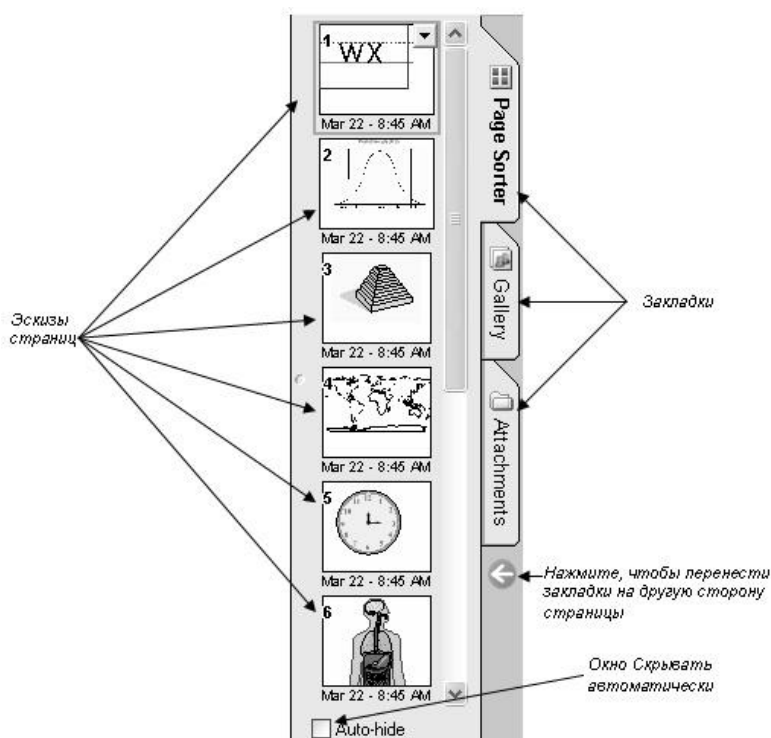 1
WX
Mar 22 - 8:45 AM
2
Mar 22 - 8:45 AM
3
Mar 22 - 8:45 AM
4
Mar 22 - 8:45 AM
5
Mar 22 - 8:45 AM
6
Mar 22 - 8:45 AM
Auto-hide
Page Sorter
Gallery
Attachments
Эскизы
страниц
Закладки
Нажмите, чтобы перенести
закладки на другую сторону
страницы
Окно Скрывать
автоматически